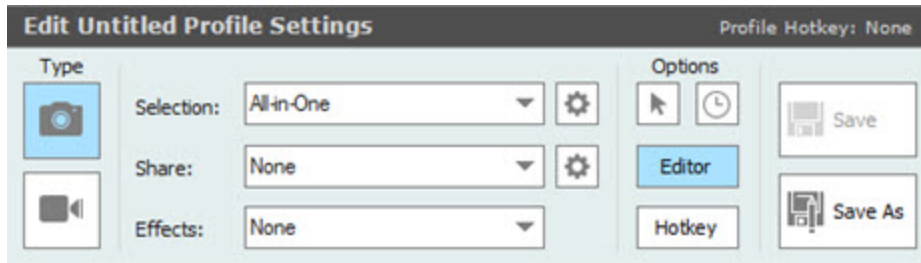 Edit Untitled Profile Settings
Profile Hotkey: None
Type
Options
Selection: All-in-One
Save
Share: None
Editor
Save As
Effects: None
Hotkey